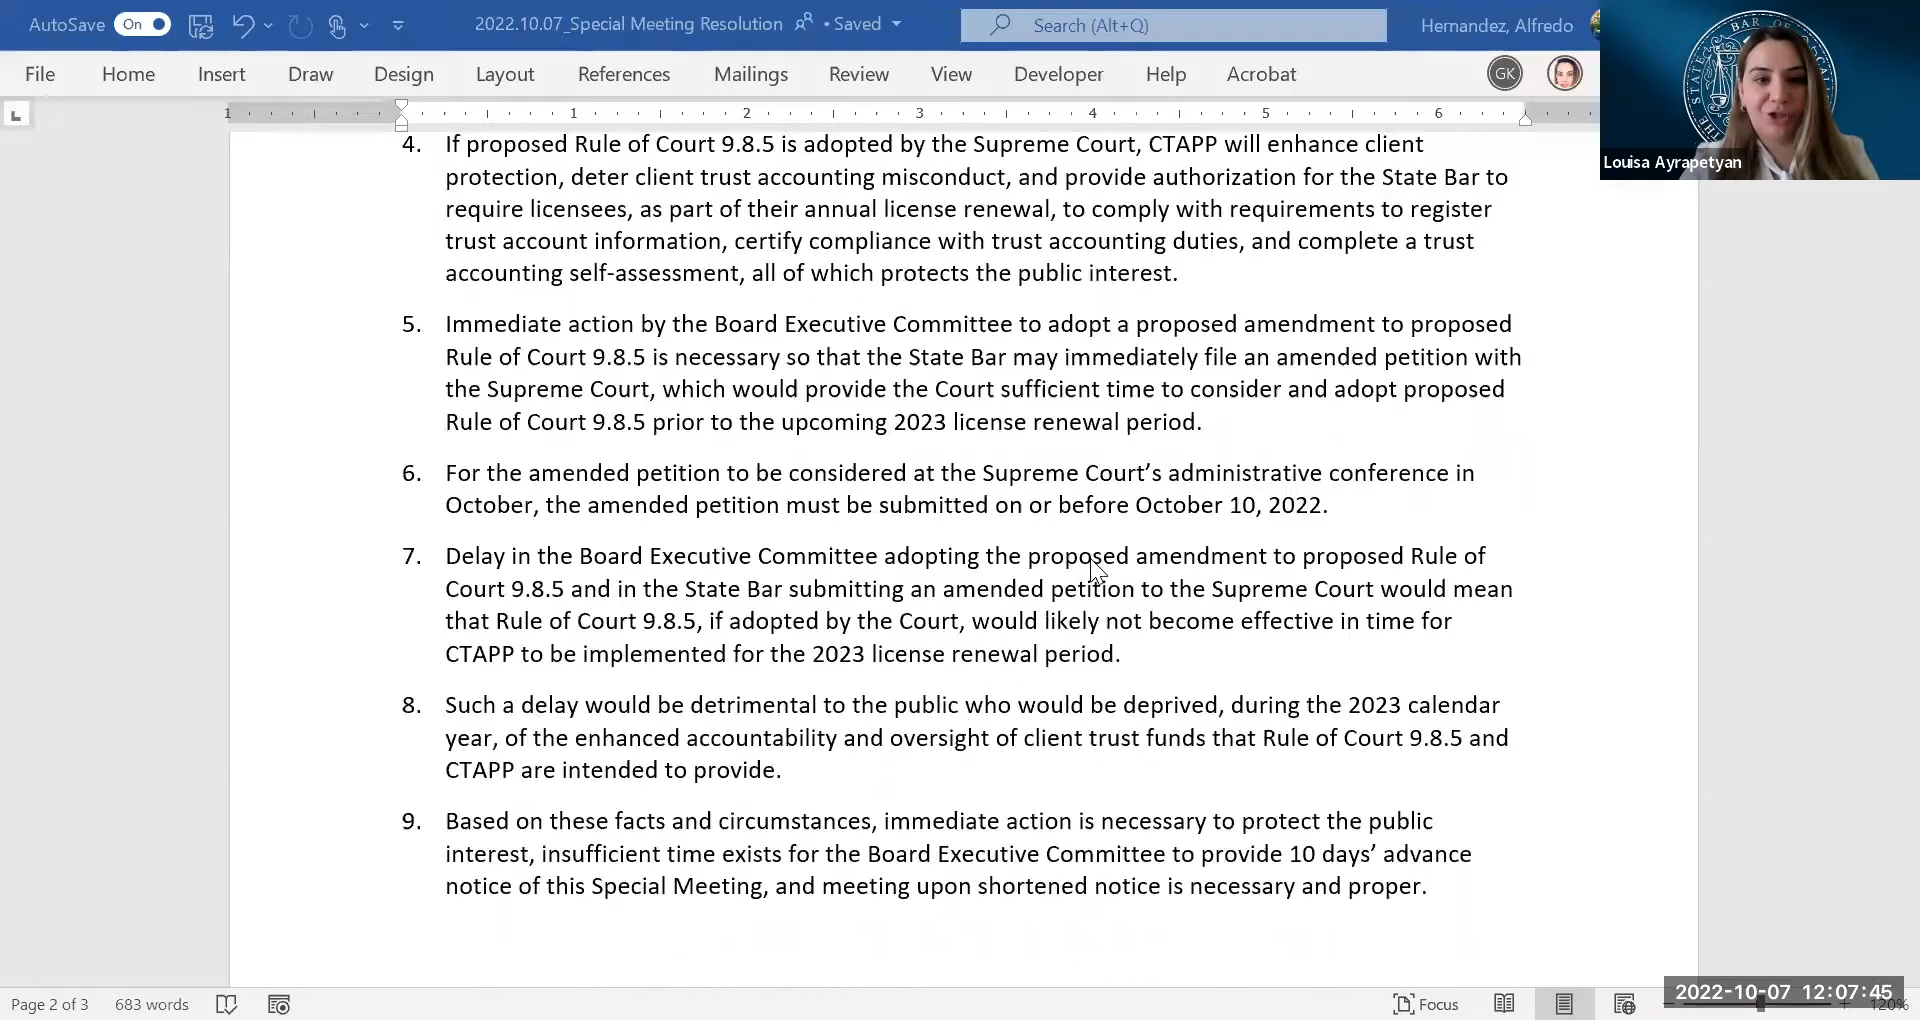 AutoSave On 2022.10.07_Special Meeting Resolution • Saved Search (Alt+Q) Hernandez, Alfredo
File Home Insert Draw Design Layout References Mailings Review View Developer Help Acrobat GK
THE STATE BAR OF
Louisa Ayrapetyan
1 1 2 3 4 5 6
4. If proposed Rule of Court 9.8.5 is adopted by the Supreme Court, CTAPP will enhance client
protection, deter client trust accounting misconduct, and provide authorization for the State Bar to
require licensees, as part of their annual license renewal, to comply with requirements to register
trust account information, certify compliance with trust accounting duties, and complete a trust
accounting self-assessment, all of which protects the public interest.
5. Immediate action by the Board Executive Committee to adopt a proposed amendment to proposed
Rule of Court 9.8.5 is necessary so that the State Bar may immediately file an amended petition with
the Supreme Court, which would provide the Court sufficient time to consider and adopt proposed
Rule of Court 9.8.5 prior to the upcoming 2023 license renewal period.
6. For the amended petition to be considered at the Supreme Court’s administrative conference in
October, the amended petition must be submitted on or before October 10, 2022.
7. Delay in the Board Executive Committee adopting the proposed amendment to proposed Rule of
Court 9.8.5 and in the State Bar submitting an amended petition to the Supreme Court would mean
that Rule of Court 9.8.5, if adopted by the Court, would likely not become effective in time for
CTAPP to be implemented for the 2023 license renewal period.
8. Such a delay would be detrimental to the public who would be deprived, during the 2023 calendar
year, of the enhanced accountability and oversight of client trust funds that Rule of Court 9.8.5 and
CTAPP are intended to provide.
9. Based on these facts and circumstances, immediate action is necessary to protect the public
interest, insufficient time exists for the Board Executive Committee to provide 10 days’ advance
notice of this Special Meeting, and meeting upon shortened notice is necessary and proper.
Page 2 of 3 683 words Focus 120%
2022-10-07 12:07:45